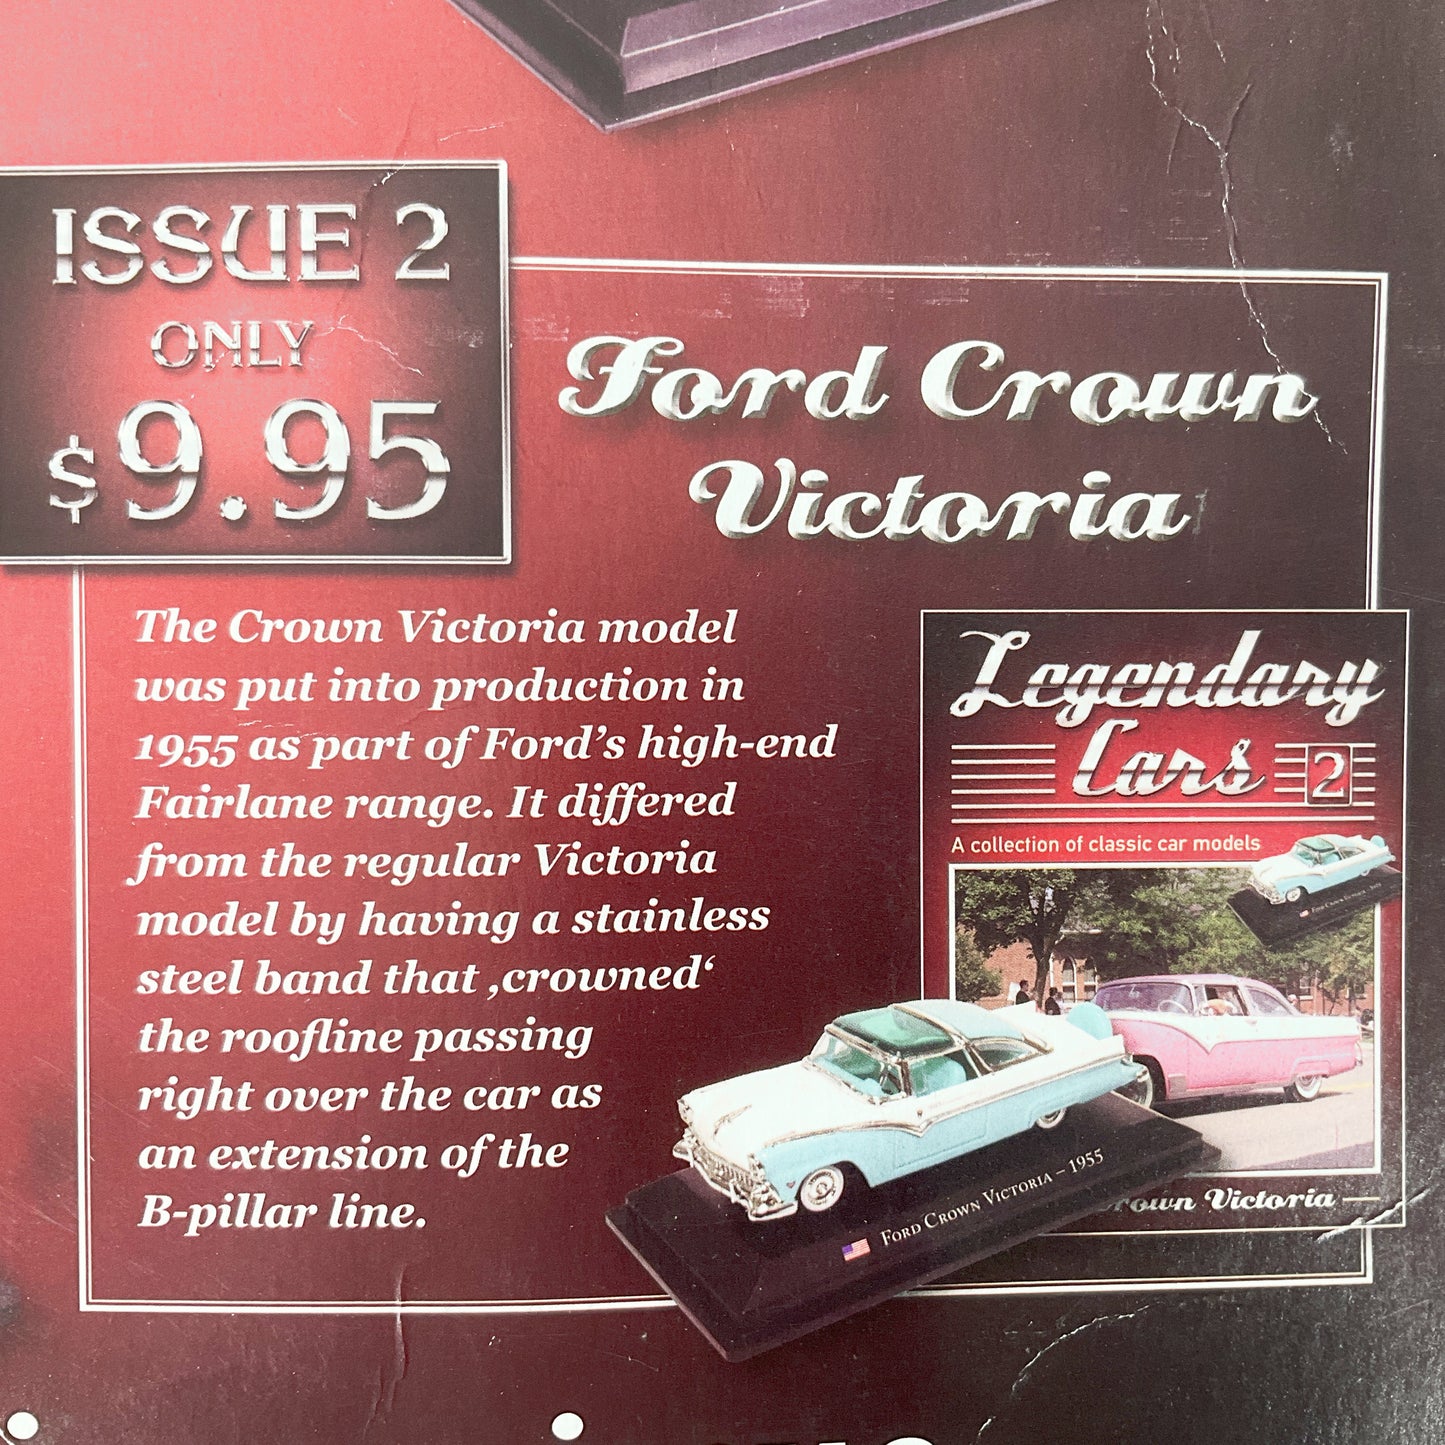 ISSUE 2
ONLY
$9.95
Ford Crown
Victoria
The Crown Victoria model
was put into production in
1955 as part of Ford's high-end
Fairlane range. It differed
from the regular Victoria
model by having a stainless
steel band that ‚crowned‘
the roofline passing
right over the car as
an extension of the
B-pillar line.
Legendary
Cars 2
A collection of classic car models
Ford Crown Victoria – 1955
Victoria